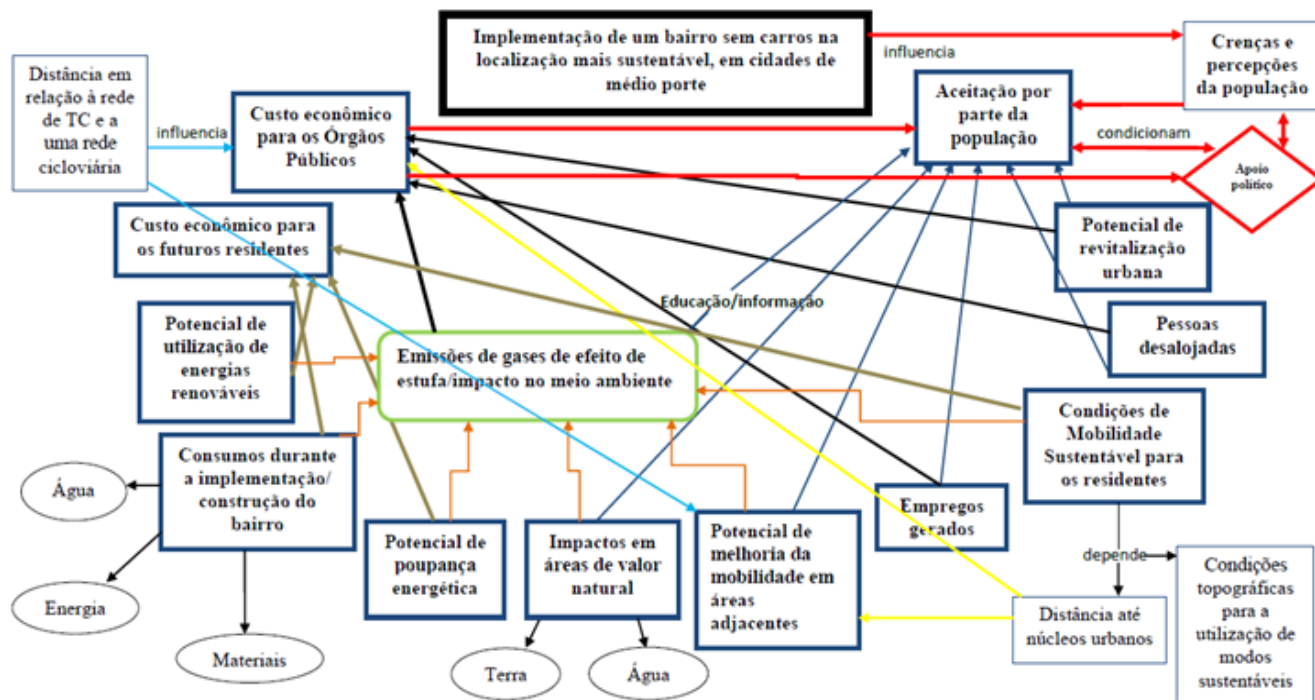 Implementação de um bairro sem carros na
localização mais sustentável, em cidades de
médio porte
influencia
Crenças e
percepções
da população
Distância em
relação à rede
de TC e a
uma rede
cicloviária
influencia
Custo econômico
para os Órgãos
Públicos
Aceitação por
parte da
população
condicionam
Apoio
político
Custo econômico para
os futuros residentes
Potencial de
revitalização
urbana
Educação/informação
Potencial de
utilização de
energias
renováveis
Emissões de gases de efeito de
estufa/impacto no meio ambiente
Pessoas
desalojadas
Condições de
Mobilidade
Sustentável para
os residentes
Consumos durante
a implementação/
construção do
bairro
Água
Energia
Materiais
Potencial de
poupança
energética
Impactos em
áreas de valor
natural
Terra
Água
Potencial de
melhoria da
mobilidade em
áreas
adjacentes
Empregos
gerados
depende
Distância até
núcleos urbanos
Condições
topográficas
para a
utilização de
modos
sustentáveis